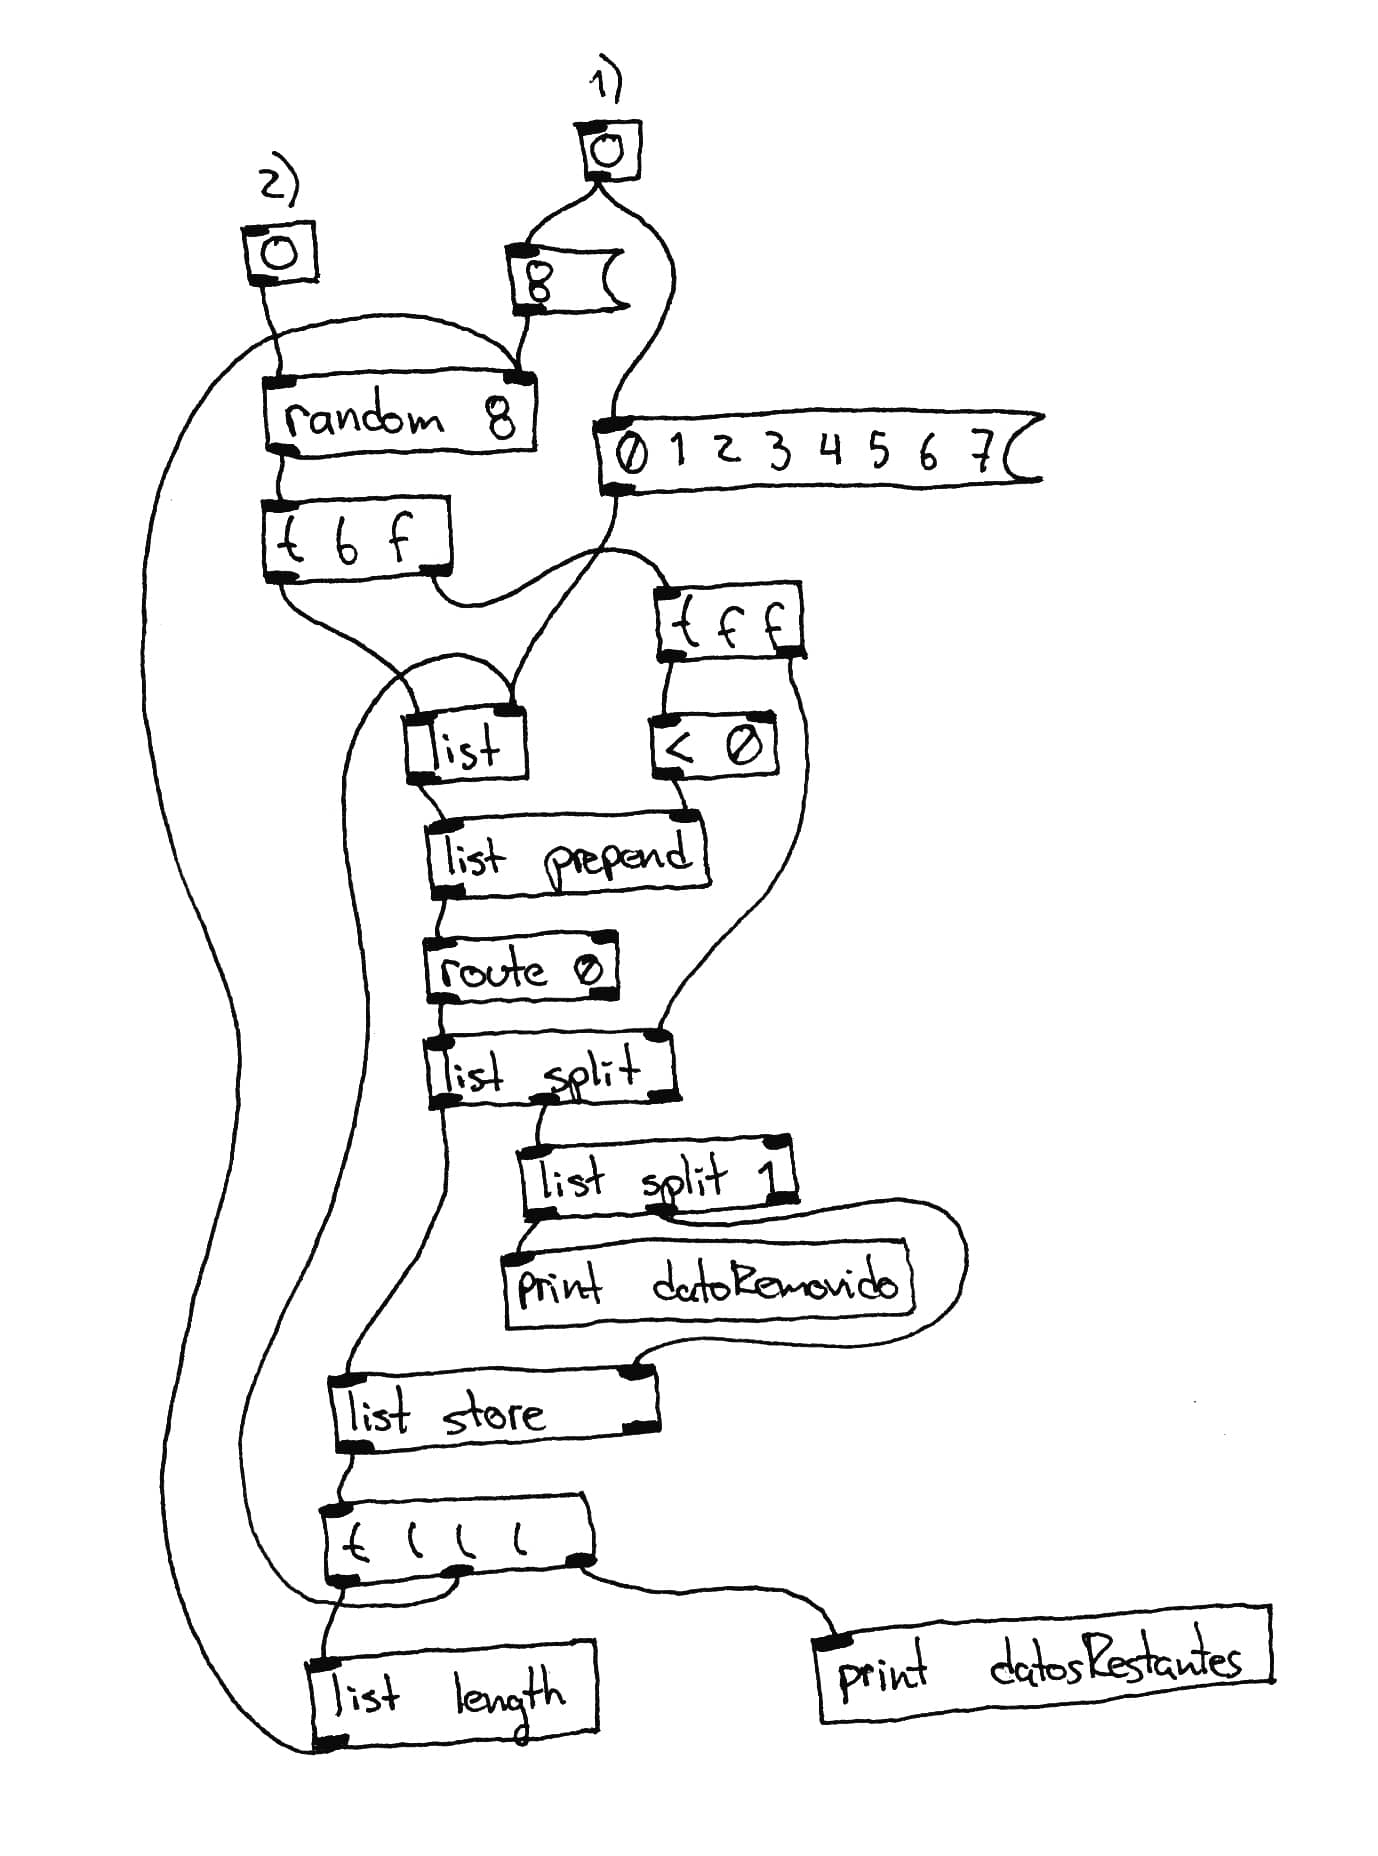 1)
2)
8
random 8
0 1 2 3 4 5 6 7
t b f
t f f
list
< 0
list prepend
route 0
list split
list split 1
print datoRemovido
list store
t l l l
list length
print datosRestantes